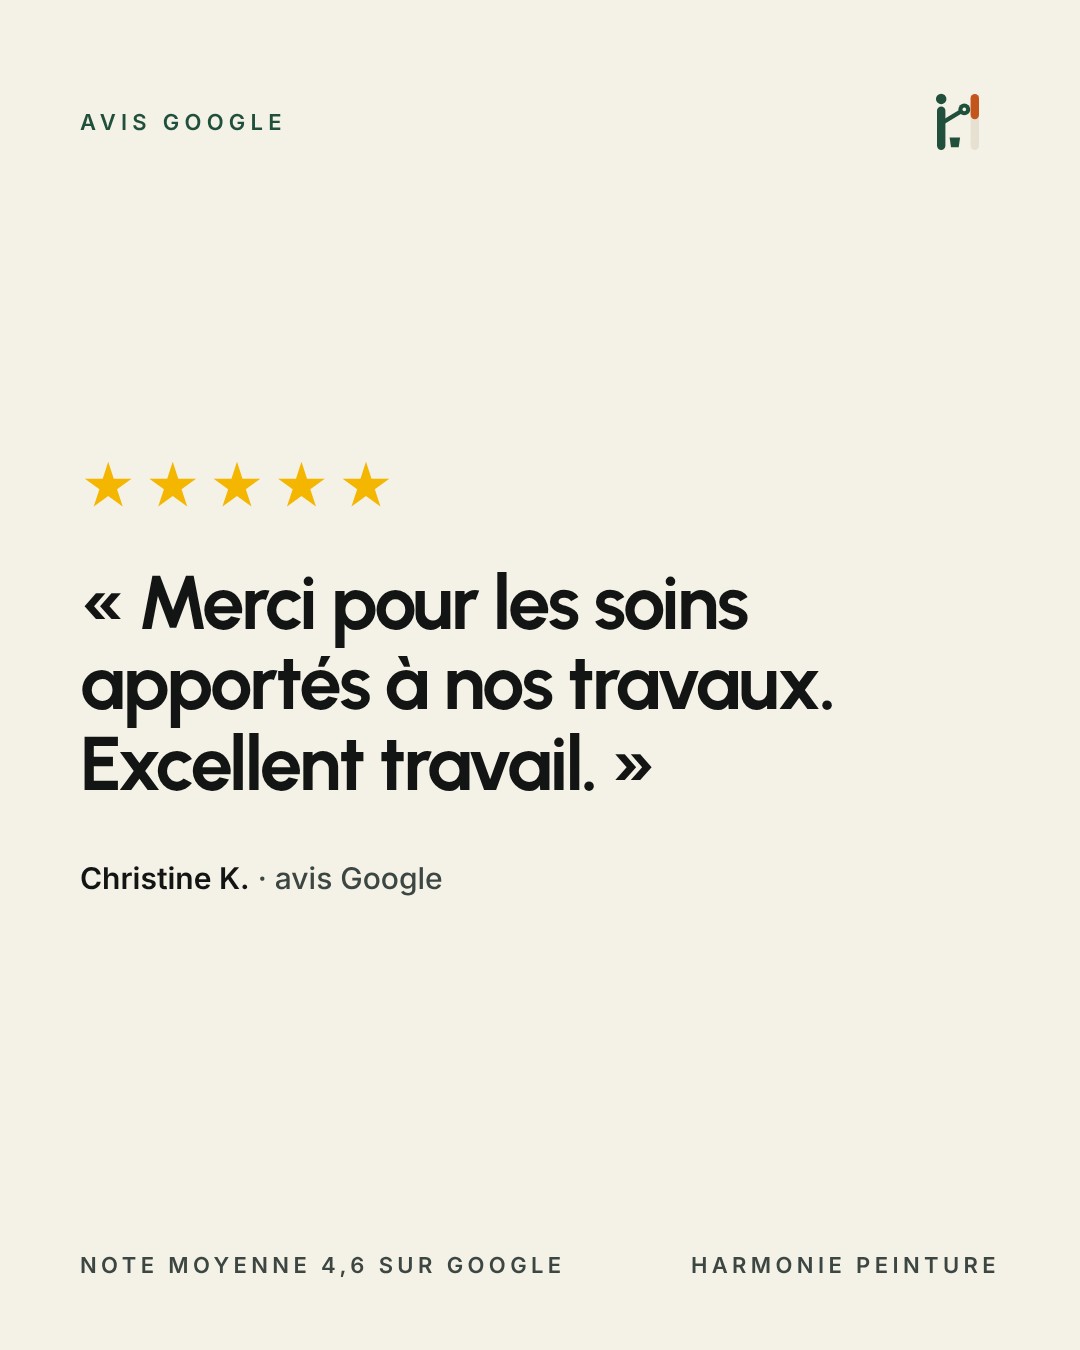 AVIS GOOGLE
★★★★★
« Merci pour les soins
apportés à nos travaux.
Excellent travail. »
Christine K. · avis Google
NOTE MOYENNE 4,6 SUR GOOGLE
HARMONIE PEINTURE